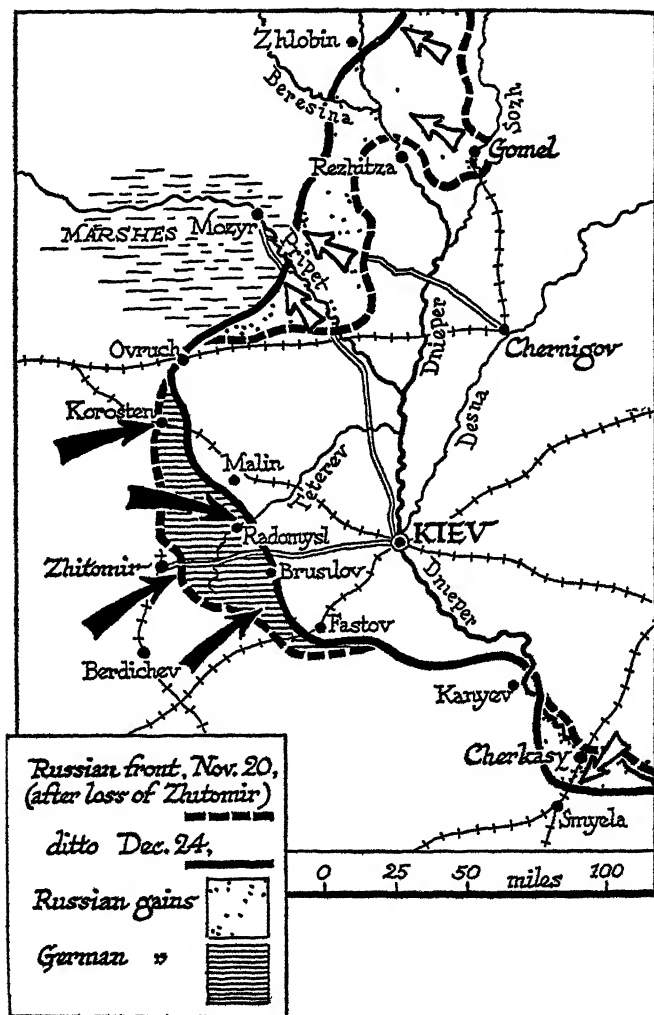 Zhlobin
Beresina
Sozh
Rezhitza
Gomel
MARSHES
Mozyr
Pripet
Dnieper
Chernigov
Ovruch
Desna
Korosten
Malin
Teterev
Radomysl
KIEV
Zhitomir
Brusilov
Dnieper
Fastov
Berdichev
Kanyev
Cherkasy
Smyela
Russian front, Nov. 20,
(after loss of Zhitomir)
ditto Dec. 24,
Russian gains
German "
0 25 50 miles 100